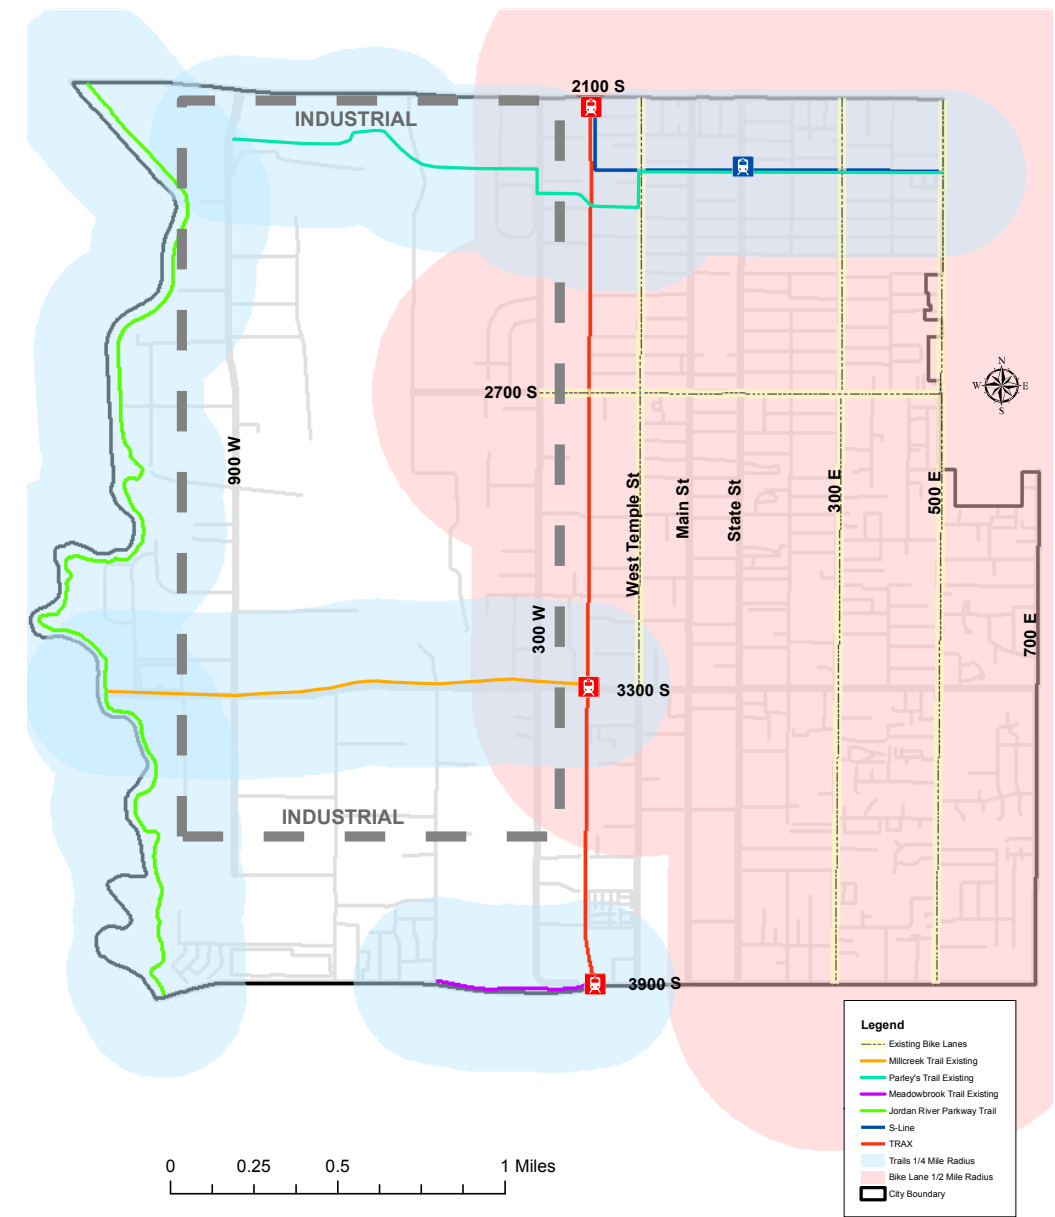 2100 S
INDUSTRIAL
2700 S
N
W
E
S
900 W
West Temple St
Main St
State St
300 E
500 E
300 W
700 E
3300 S
INDUSTRIAL
3900 S
Legend
Existing Bike Lanes
Millcreek Trail Existing
Parley's Trail Existing
Meadowbrook Trail Existing
Jordan River Parkway Trail
S-Line
TRAX
Trails 1/4 Mile Radius
Bike Lane 1/2 Mile Radius
City Boundary
0 0.25 0.5 1 Miles